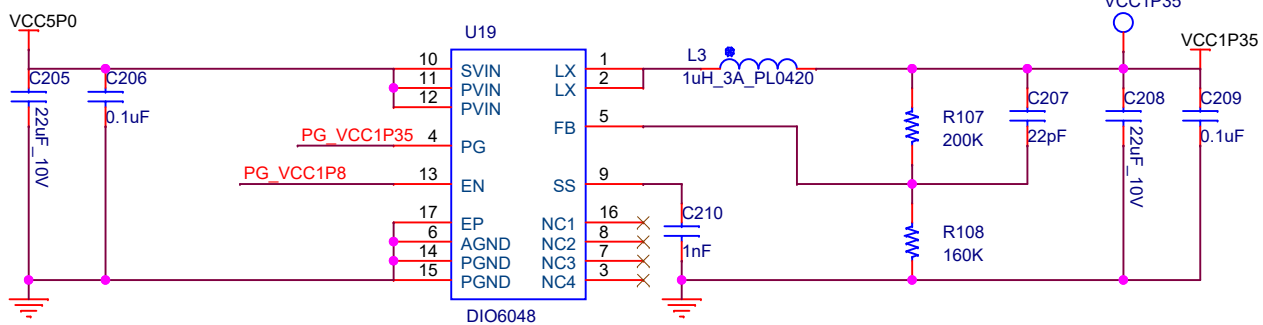 VCC5P0
C205
22uF_10V
C206
0.1uF
PG_VCC1P35
PG_VCC1P8
U19
10 SVIN LX 1
11 PVIN LX 2
12 PVIN
FB 5
4 PG
13 EN SS 9
17 EP NC1 16
6 AGND NC2 8
14 PGND NC3 7
15 PGND NC4 3
DIO6048
L3
1uH_3A_PL0420
C210
1nF
R107
200K
R108
160K
C207
22pF
VCC1P35
C208
22uF_10V
VCC1P35
C209
0.1uF